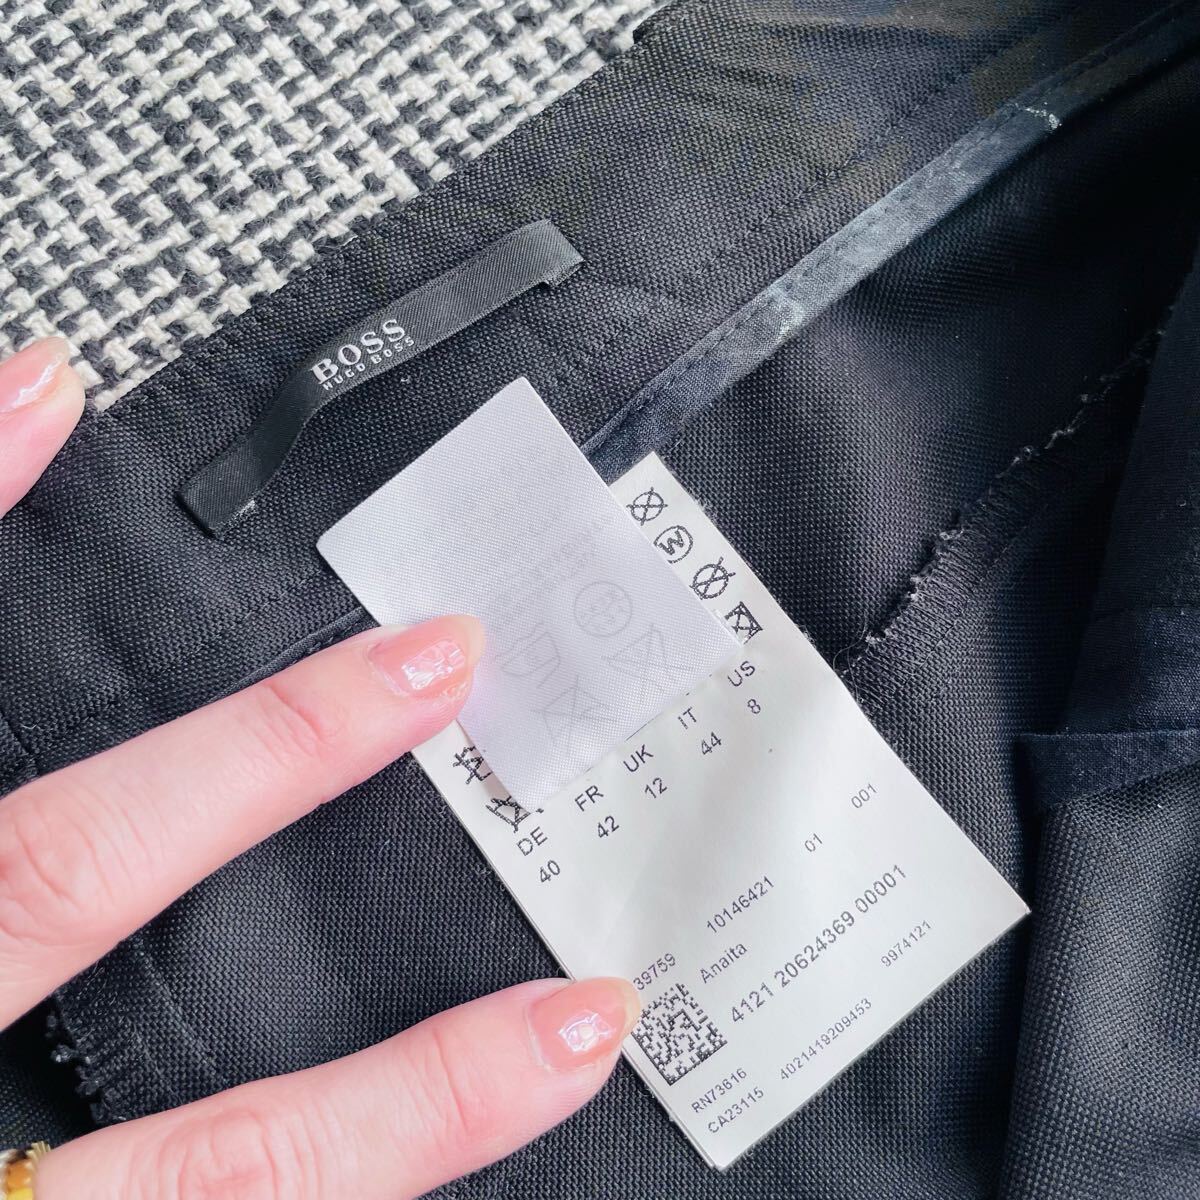 BOSS
HUGO BOSS
W
DE FR UK IT US
40 42 12 44 8
39759 10146421 01 001
Anaita
4121 20624369 00001
RN73616
CA23115 4021419209453 9974121